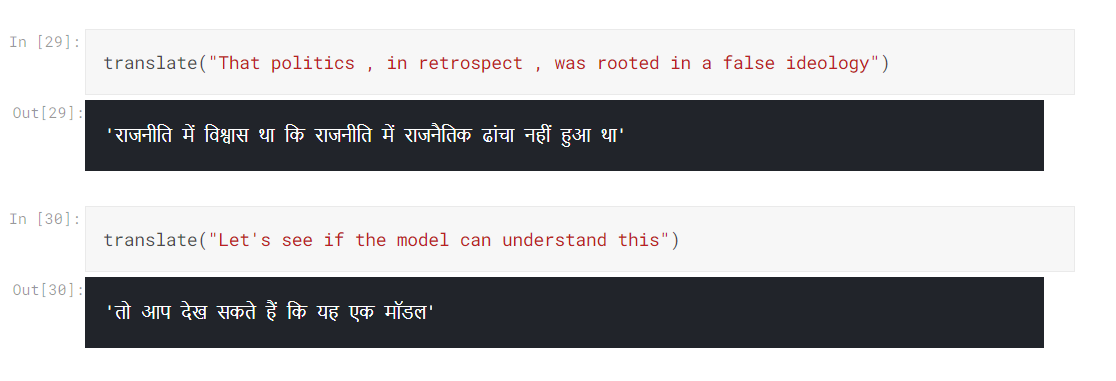 In [29]:
translate("That politics , in retrospect , was rooted in a false ideology")
Out[29]:
'राजनीति में विश्वास था कि राजनीति में राजनैतिक ढांचा नहीं हुआ था'
In [30]:
translate("Let's see if the model can understand this")
Out[30]:
'तो आप देख सकते हैं कि यह एक मॉडल'